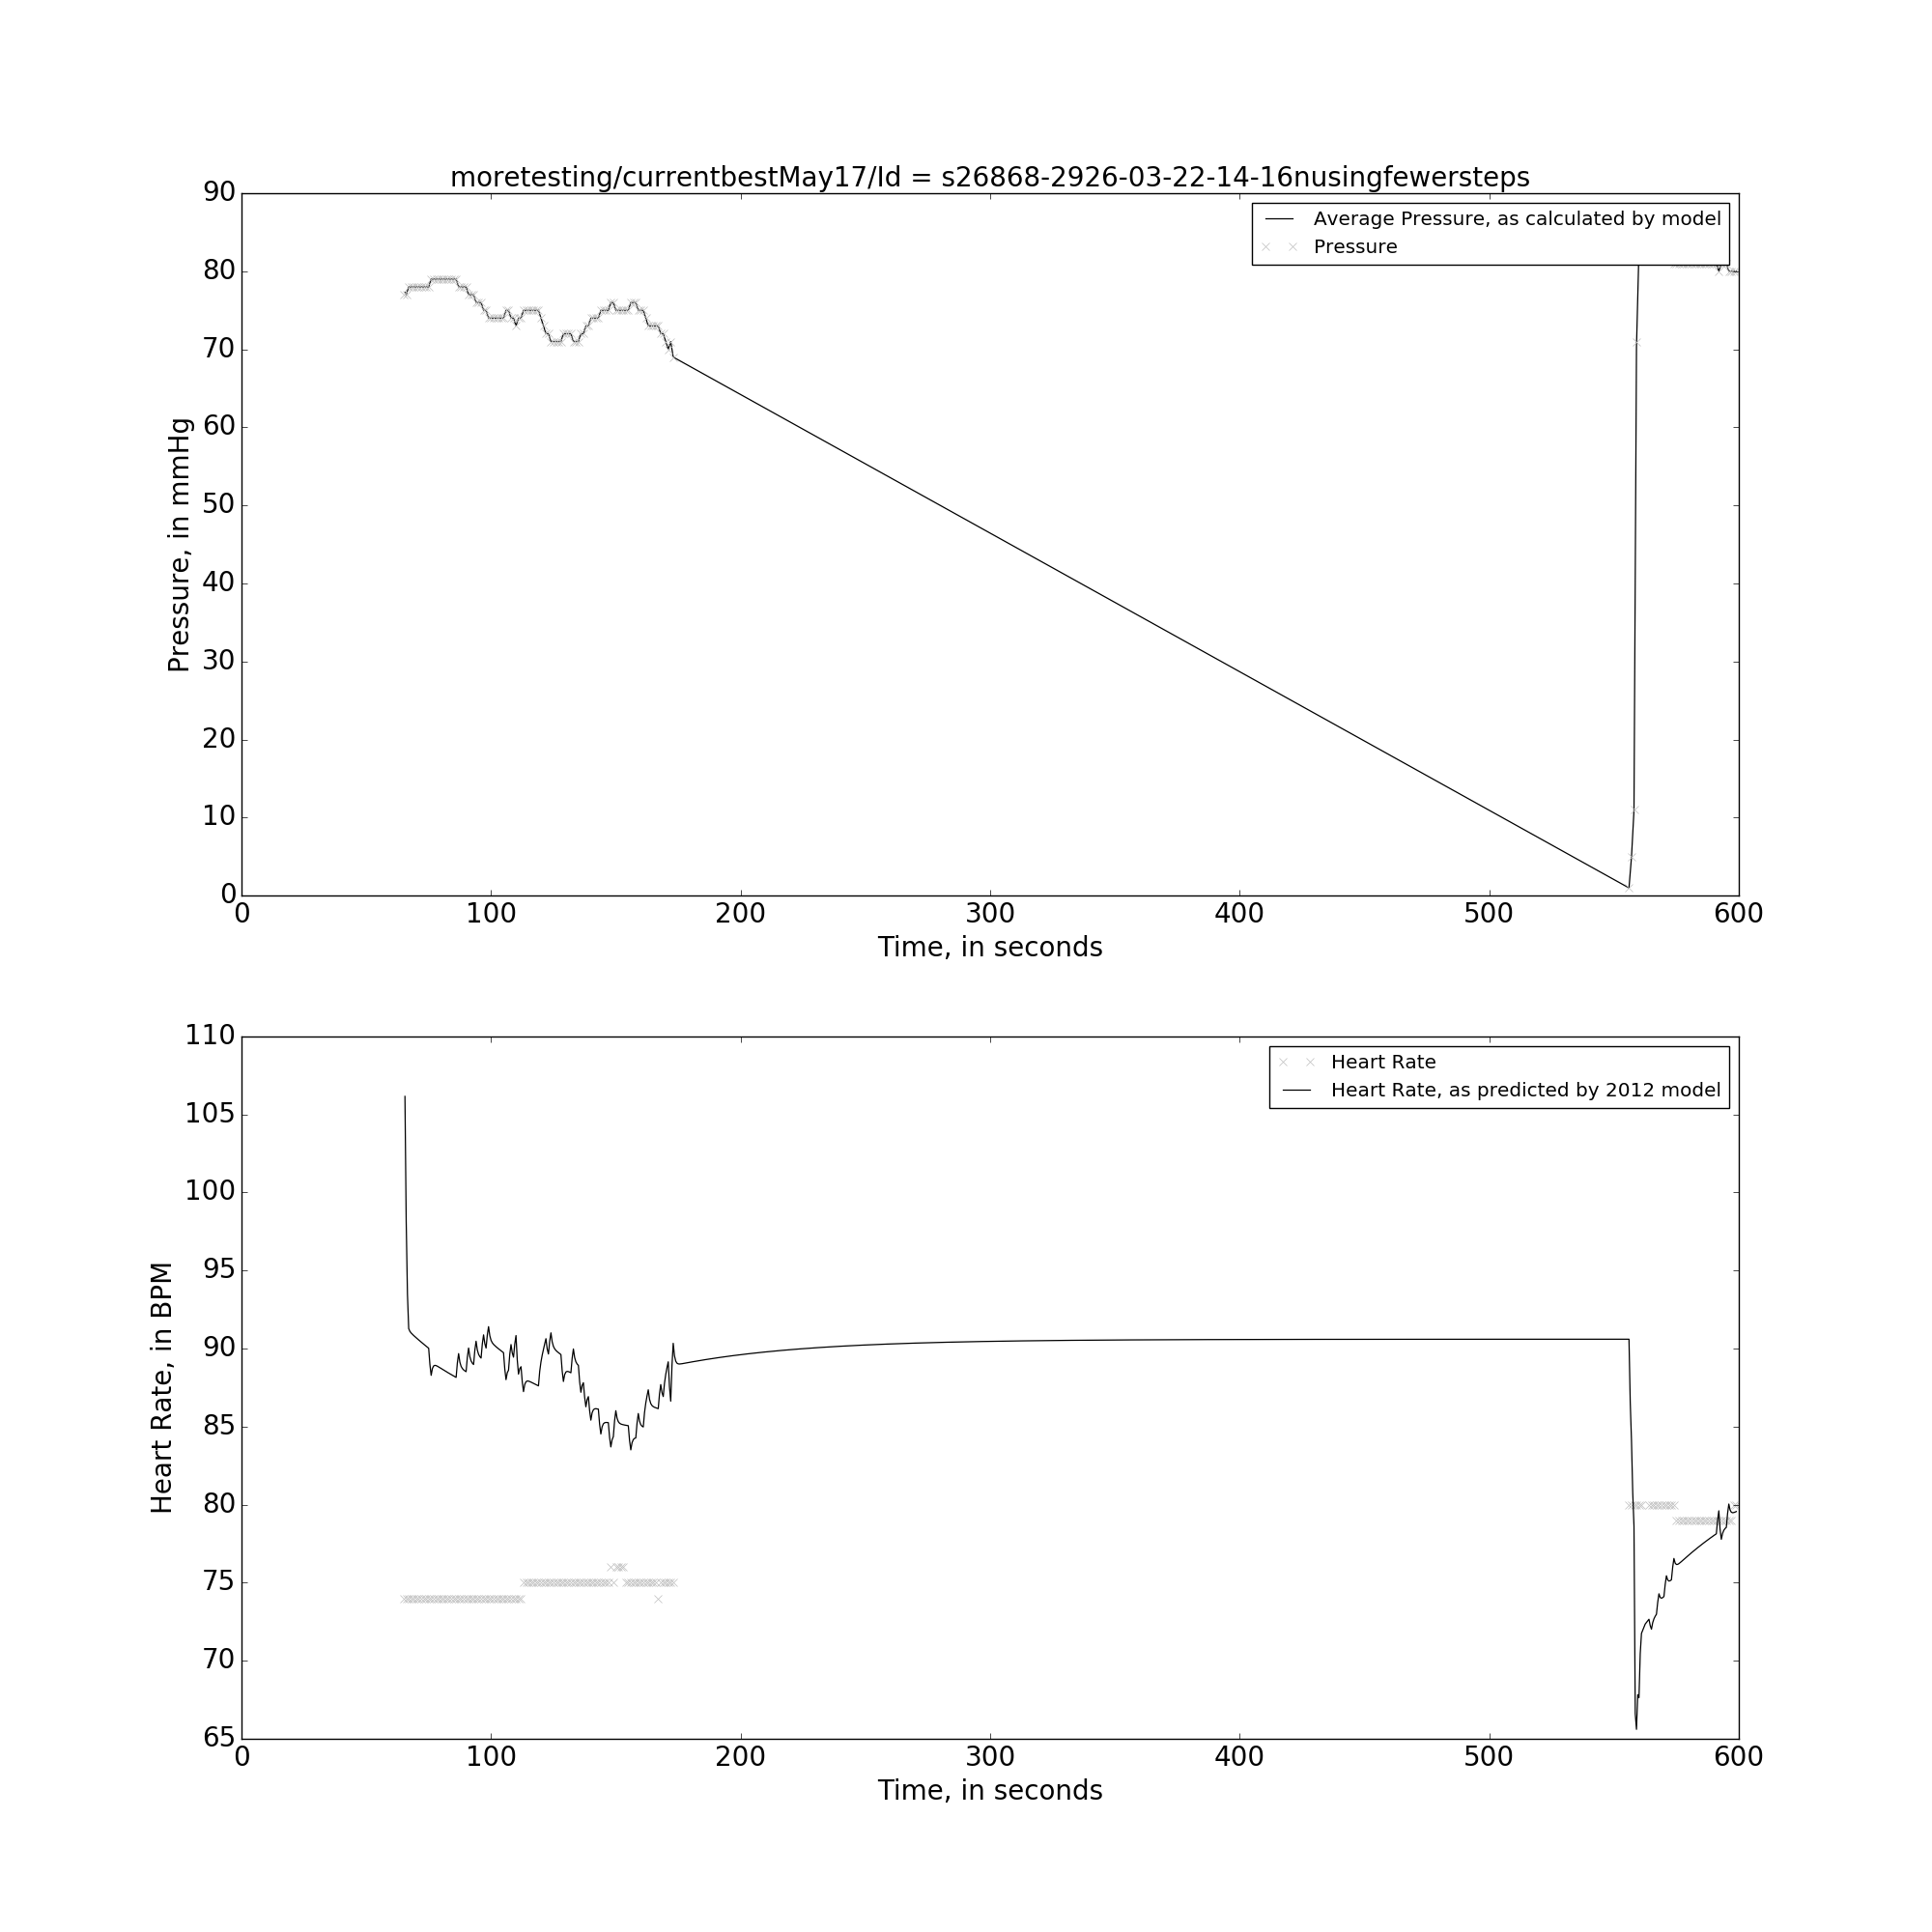 moretesting/currentbestMay17/Id = s26868-2926-03-22-14-16nusingfewersteps
90
80
70
60
50
40
30
20
10
0
Pressure, in mmHg
Average Pressure, as calculated by model
Pressure
0 100 200 300 400 500 600
Time, in seconds
110
105
100
95
90
85
80
75
70
65
Heart Rate, in BPM
Heart Rate
Heart Rate, as predicted by 2012 model
0 100 200 300 400 500 600
Time, in seconds